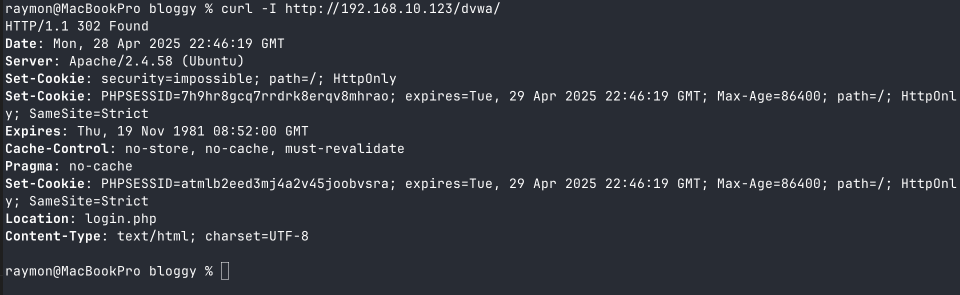 raymon@MacBookPro bloggy % curl -I http://192.168.10.123/dvwa/
HTTP/1.1 302 Found
Date: Mon, 28 Apr 2025 22:46:19 GMT
Server: Apache/2.4.58 (Ubuntu)
Set-Cookie: security=impossible; path=/; HttpOnly
Set-Cookie: PHPSESSID=7h9hr8gcq7rrdrk8erqv8mhrao; expires=Tue, 29 Apr 2025 22:46:19 GMT; Max-Age=86400; path=/; HttpOnl
y; SameSite=Strict
Expires: Thu, 19 Nov 1981 08:52:00 GMT
Cache-Control: no-store, no-cache, must-revalidate
Pragma: no-cache
Set-Cookie: PHPSESSID=atmlb2eed3mj4a2v45joobvsra; expires=Tue, 29 Apr 2025 22:46:19 GMT; Max-Age=86400; path=/; HttpOnl
y; SameSite=Strict
Location: login.php
Content-Type: text/html; charset=UTF-8
raymon@MacBookPro bloggy %